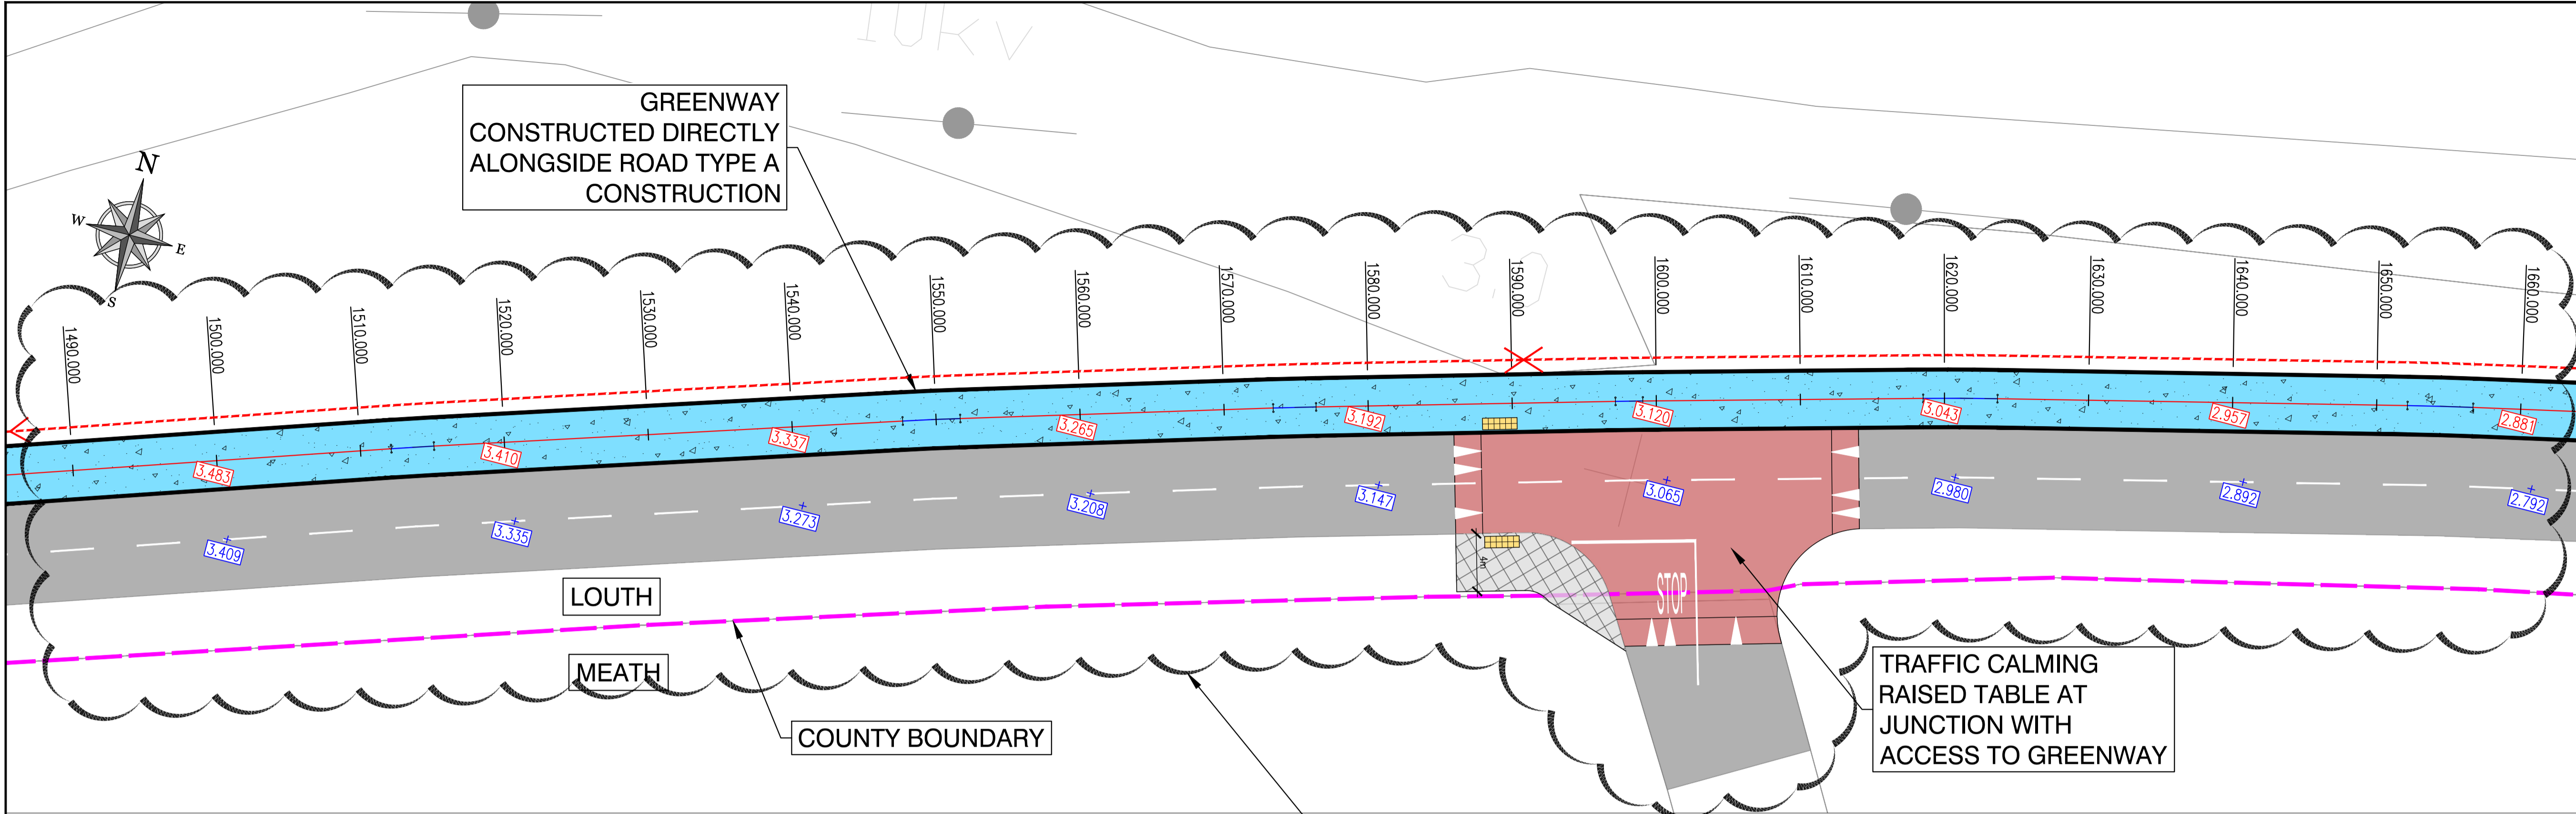 10KV
GREENWAY
CONSTRUCTED DIRECTLY
ALONGSIDE ROAD TYPE A
CONSTRUCTION
N
W
E
S
1490.000
1500.000
1510.000
1520.000
1530.000
1540.000
1550.000
1560.000
1570.000
1580.000
1590.000
1600.000
1610.000
1620.000
1630.000
1640.000
1650.000
1660.000
3.483
3.410
3.337
3.265
3.192
3.120
3.043
2.957
2.881
3.409
3.335
3.273
3.208
3.147
3.065
2.980
2.892
2.792
4m
STOP
LOUTH
MEATH
COUNTY BOUNDARY
TRAFFIC CALMING
RAISED TABLE AT
JUNCTION WITH
ACCESS TO GREENWAY